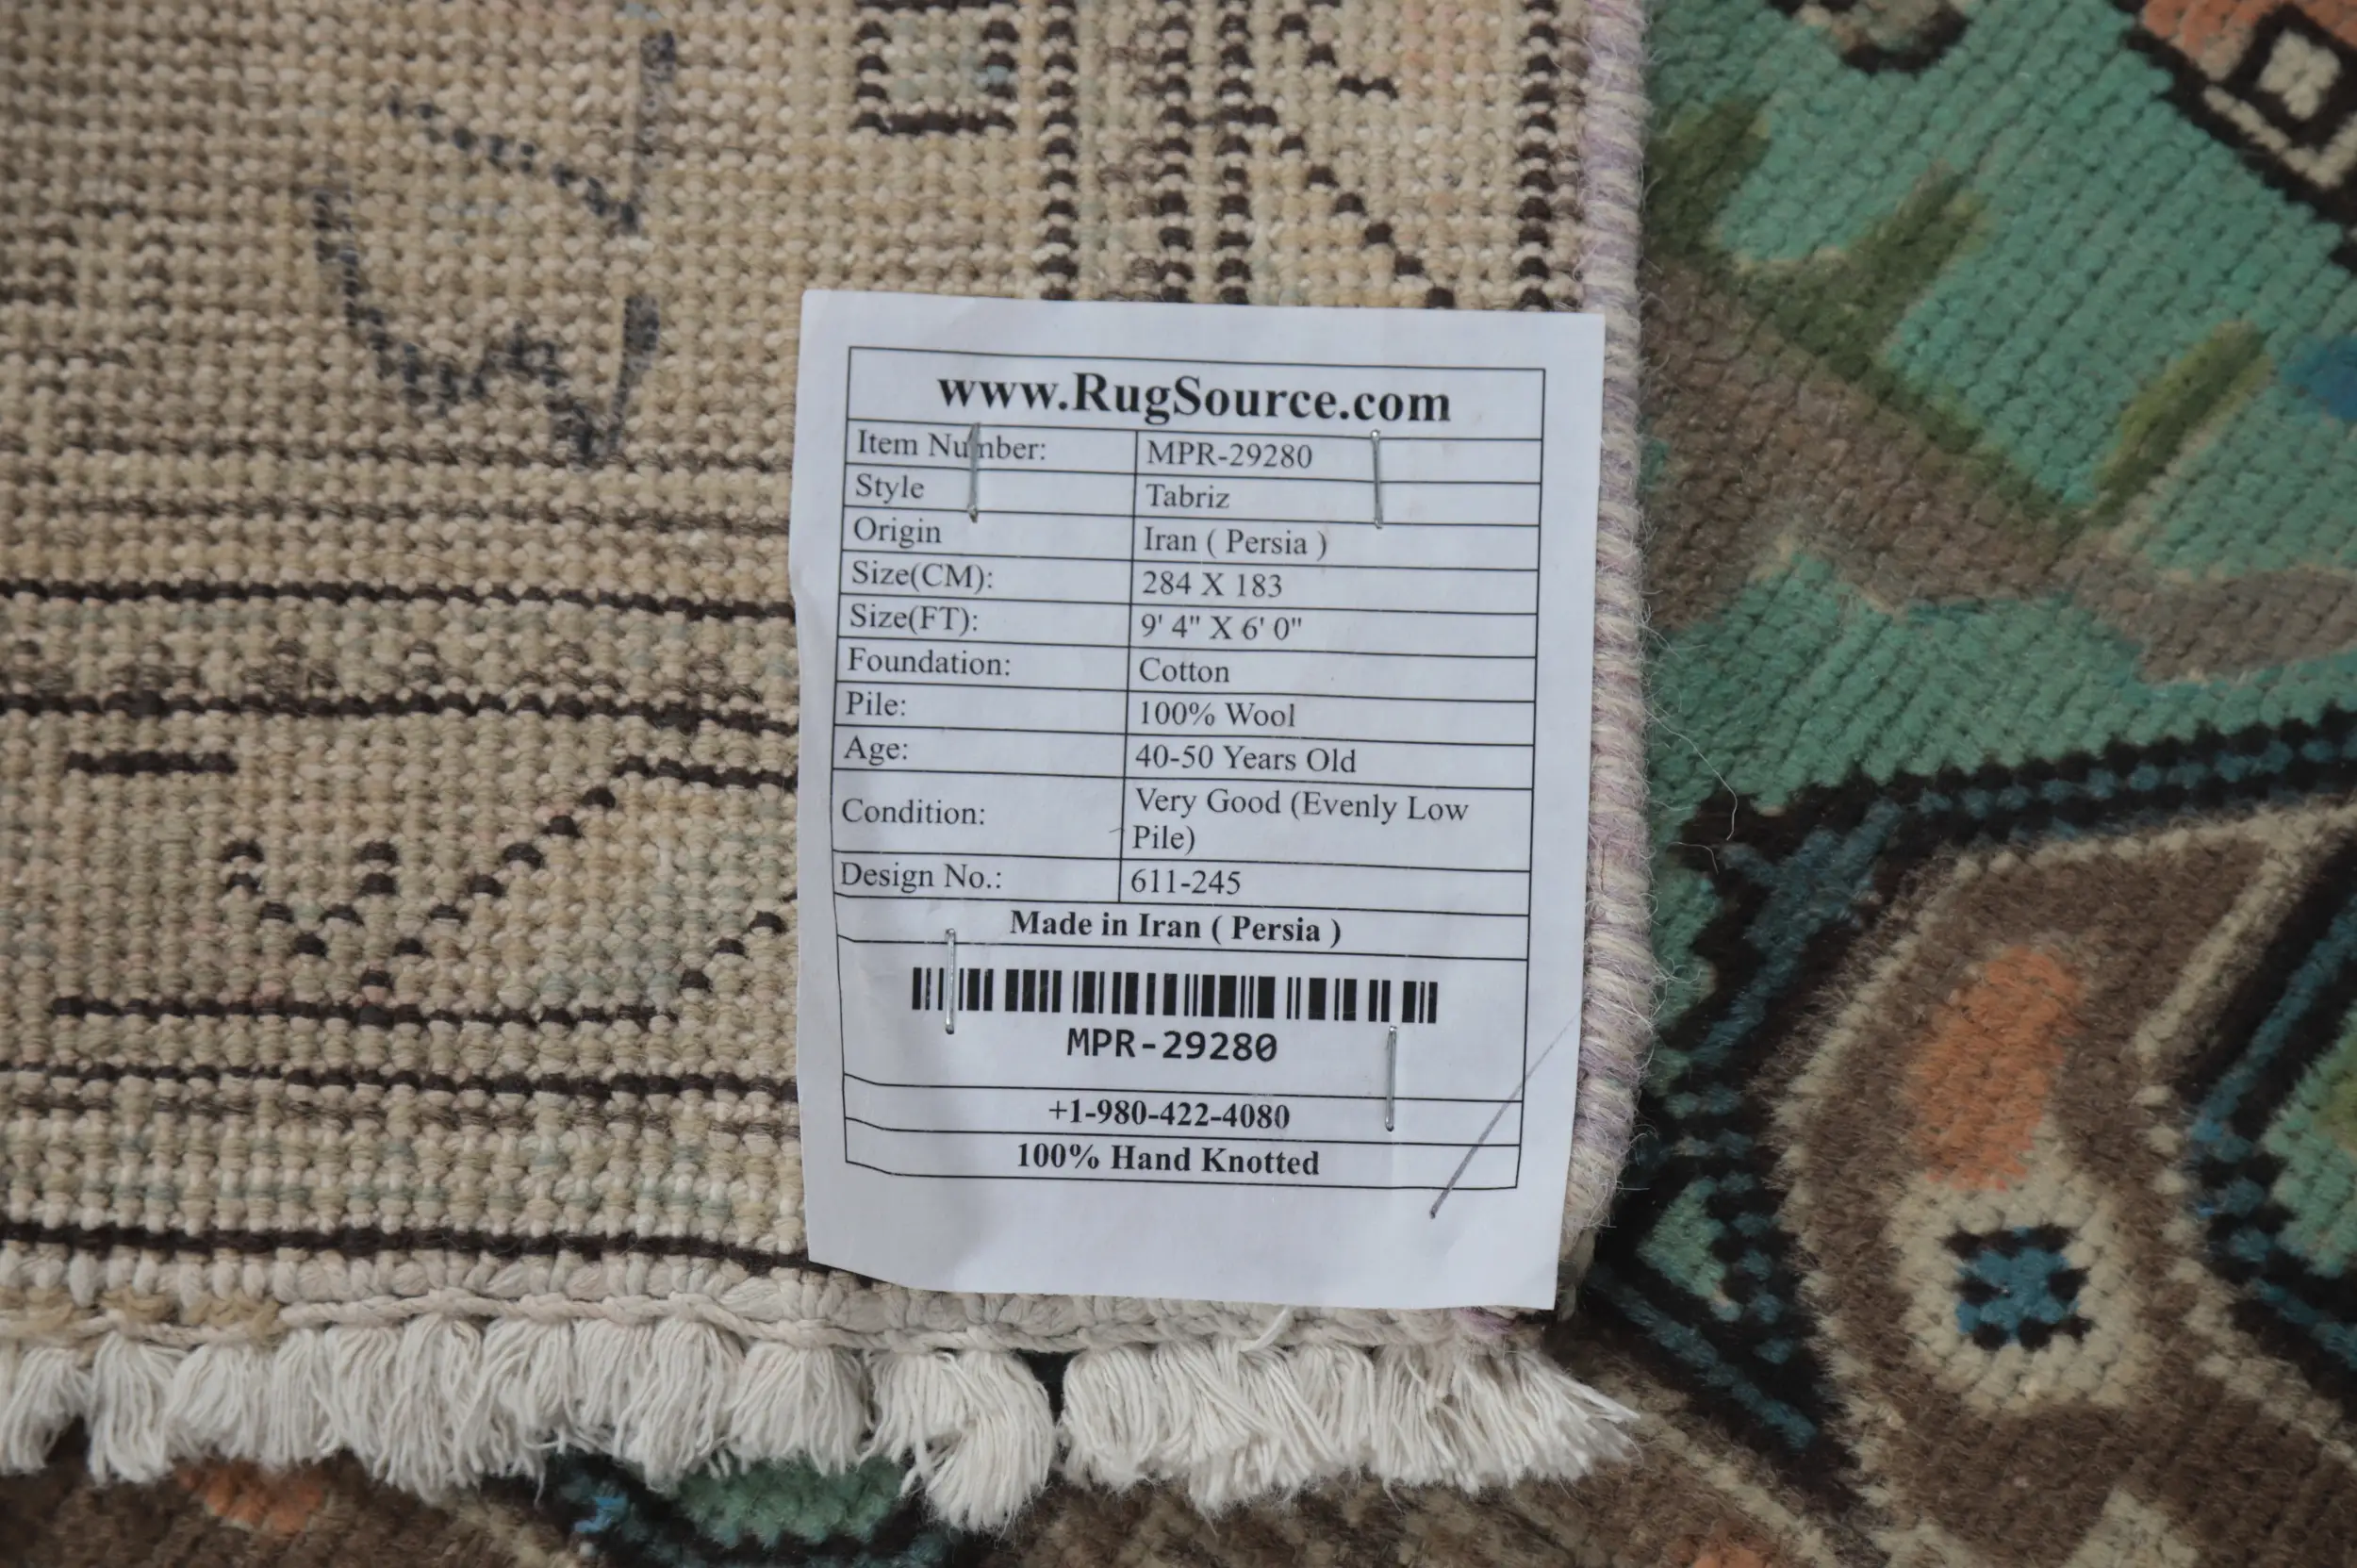 www.RugSource.com
Item Number: MPR-29280
Style Tabriz
Origin Iran ( Persia )
Size(CM): 284 X 183
Size(FT): 9' 4" X 6' 0"
Foundation: Cotton
Pile: 100% Wool
Age: 40-50 Years Old
Condition: Very Good (Evenly Low
Pile)
Design No.: 611-245
Made in Iran ( Persia )
MPR-29280
+1-980-422-4080
100% Hand Knotted